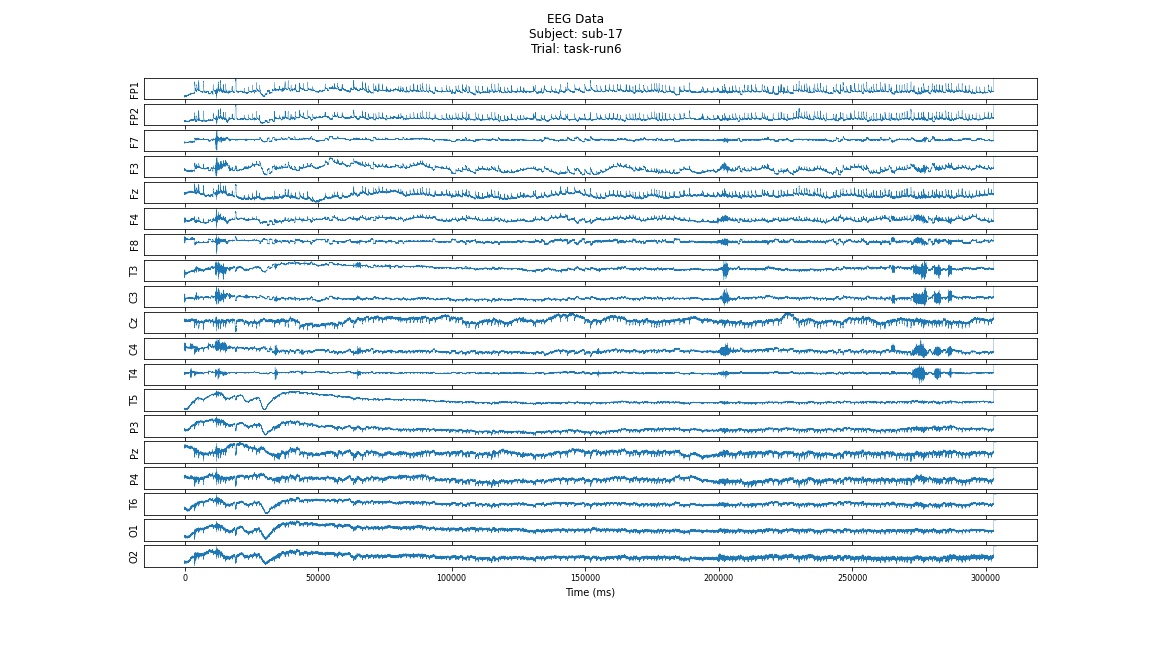 EEG Data
Subject: sub-17
Trial: task-run6
FP1
FP2
F7
F3
Fz
F4
F8
T3
C3
Cz
C4
T4
T5
P3
Pz
P4
T6
O1
O2
0 50000 100000 150000 200000 250000 300000
Time (ms)